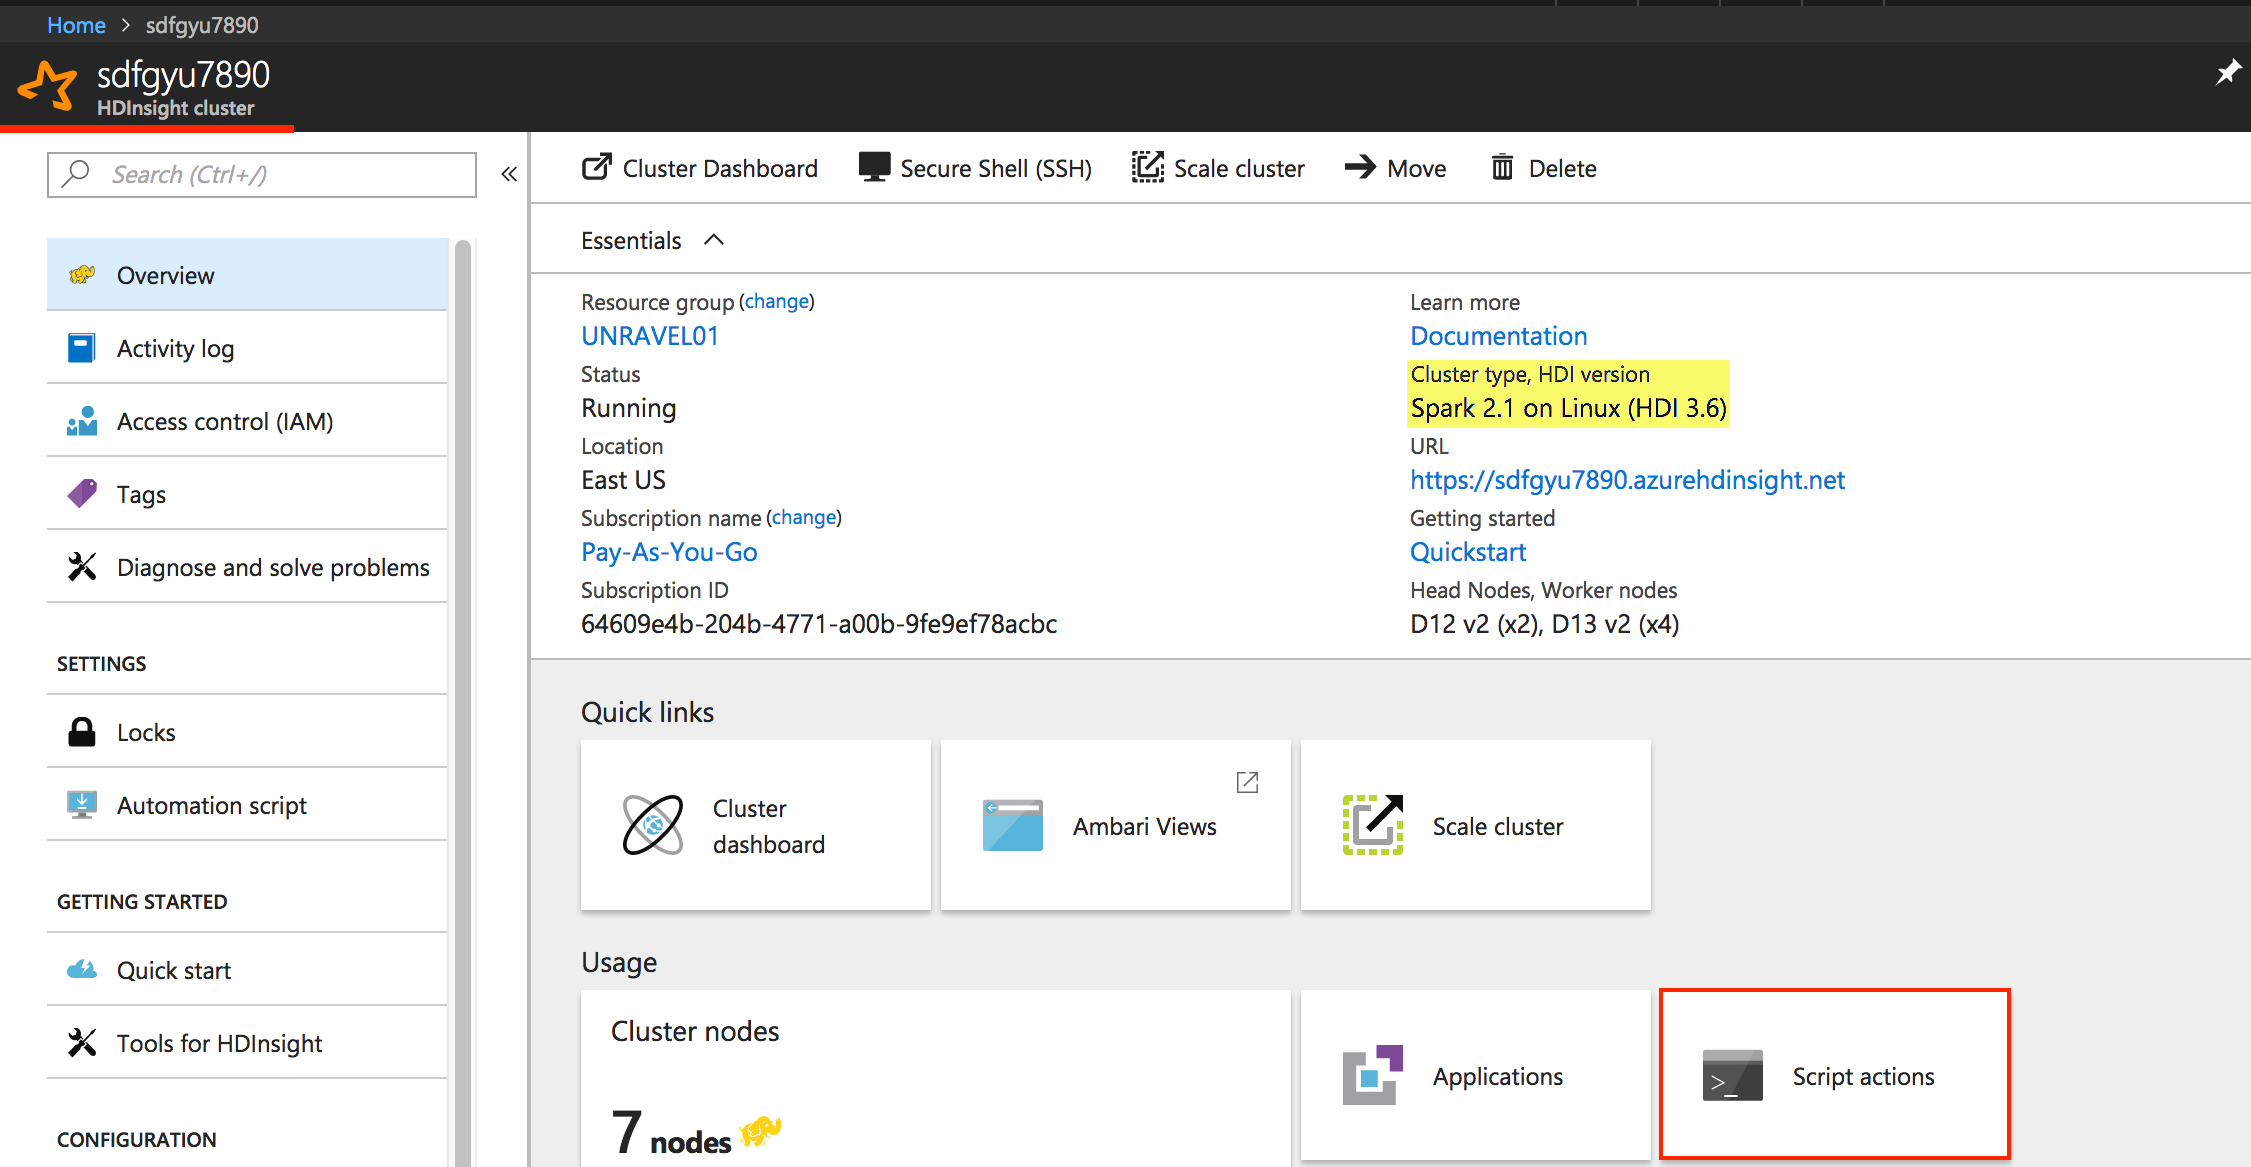 Home > sdfgyu7890
sdfgyu7890
HDInsight cluster
Search (Ctrl+/)
«
Overview
Activity log
Access control (IAM)
Tags
Diagnose and solve problems
SETTINGS
Locks
Automation script
GETTING STARTED
Quick start
Tools for HDInsight
CONFIGURATION
Cluster Dashboard Secure Shell (SSH) Scale cluster Move Delete
Essentials
Resource group (change)
UNRAVEL01
Status
Running
Location
East US
Subscription name (change)
Pay-As-You-Go
Subscription ID
64609e4b-204b-4771-a00b-9fe9ef78acbc
Learn more
Documentation
Cluster type, HDI version
Spark 2.1 on Linux (HDI 3.6)
URL
https://sdfgyu7890.azurehdinsight.net
Getting started
Quickstart
Head Nodes, Worker nodes
D12 v2 (x2), D13 v2 (x4)
Quick links
Cluster
dashboard
Ambari Views
Scale cluster
Usage
Cluster nodes
7 nodes
Applications
>_
Script actions